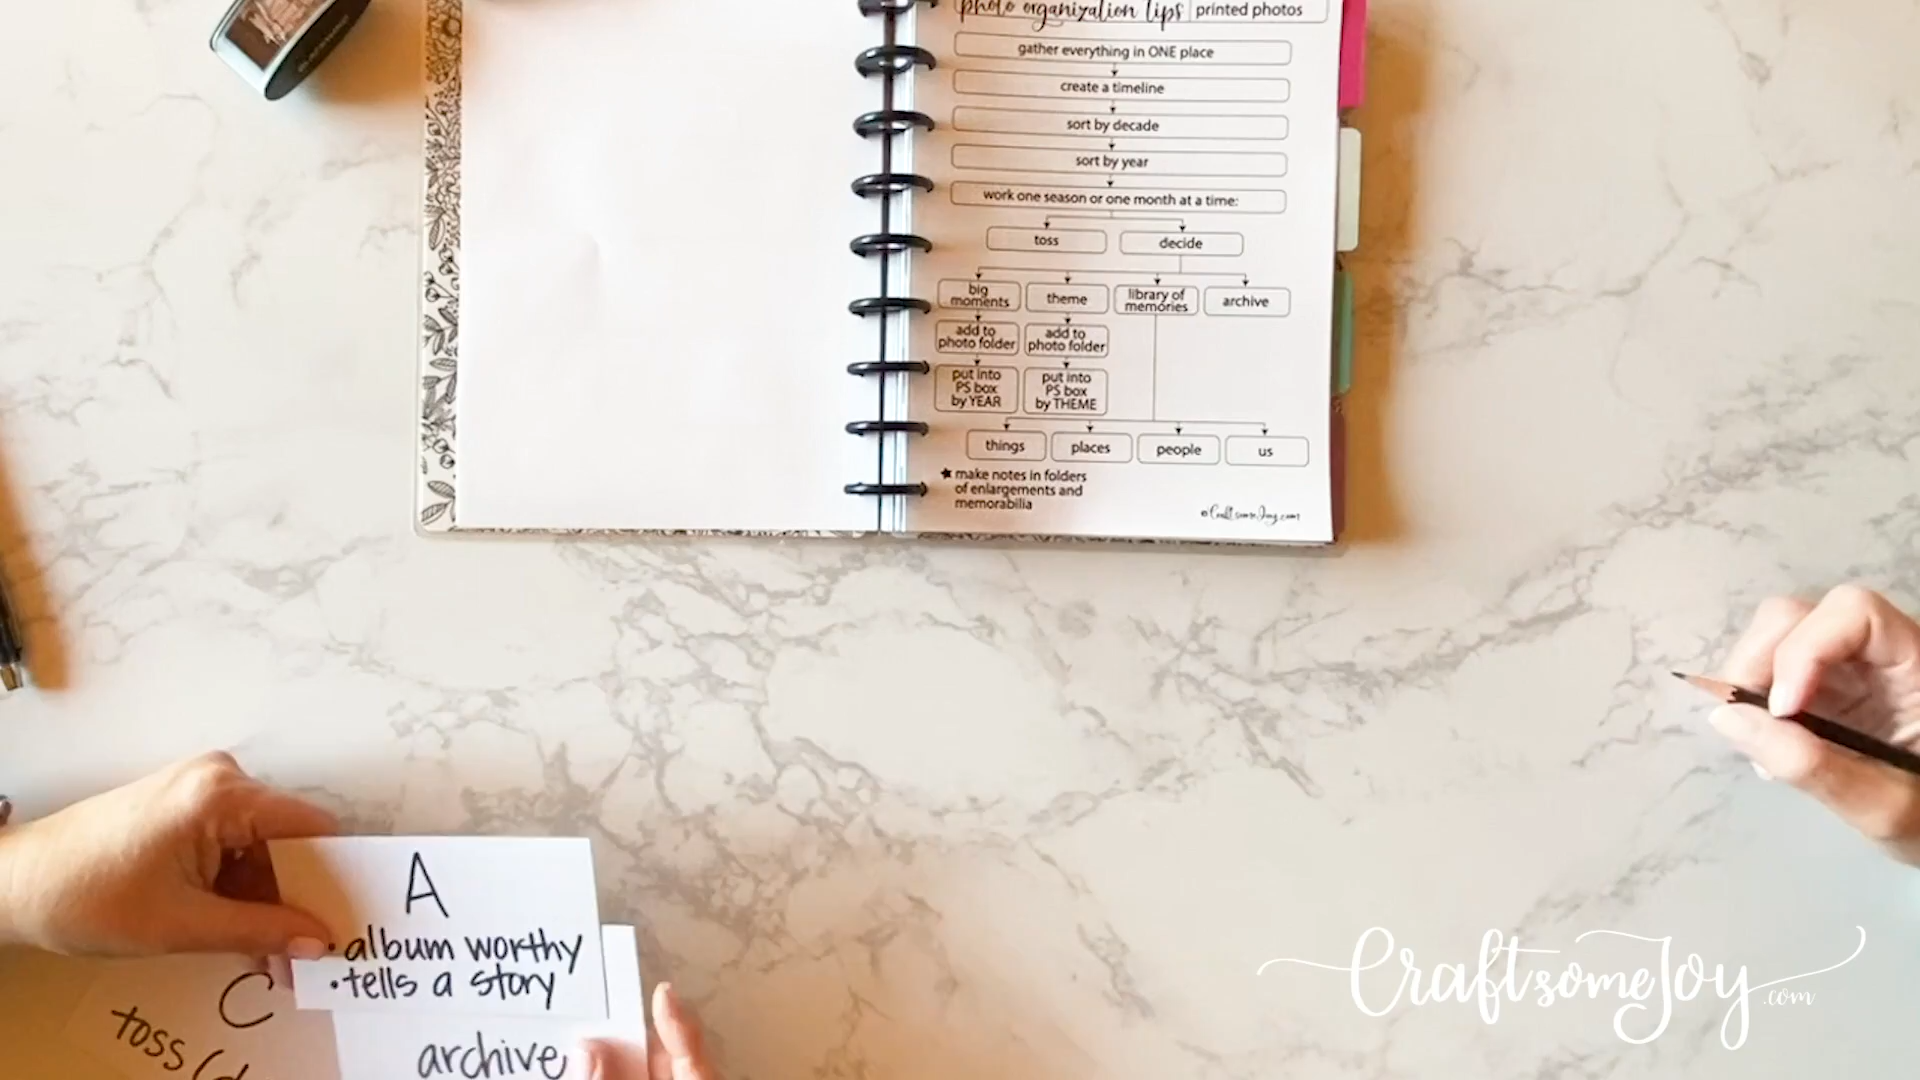 photo organization tips printed photos
gather everything in ONE place
create a timeline
sort by decade
sort by year
work one season or one month at a time:
toss
decide
big
moments
theme
library of
memories
archive
add to
photo folder
add to
photo folder
put into
PS box
by YEAR
put into
PS box
by THEME
things
places
people
us
★ make notes in folders
of enlargements and
memorabilia
©CraftsomeJoy.com
A
•album worthy
•tells a story
C
toss
archive
CraftsomeJoy.com